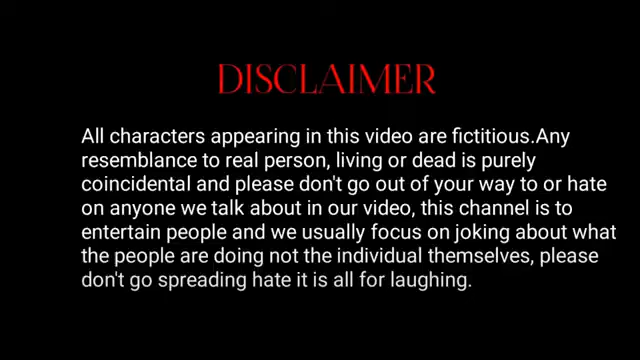 DISCLAIMER
All characters appearing in this video are fictitious.Any
resemblance to real person, living or dead is purely
coincidental and please don't go out of your way to or hate
on anyone we talk about in our video, this channel is to
entertain people and we usually focus on joking about what
the people are doing not the individual themselves, please
don't go spreading hate it is all for laughing.